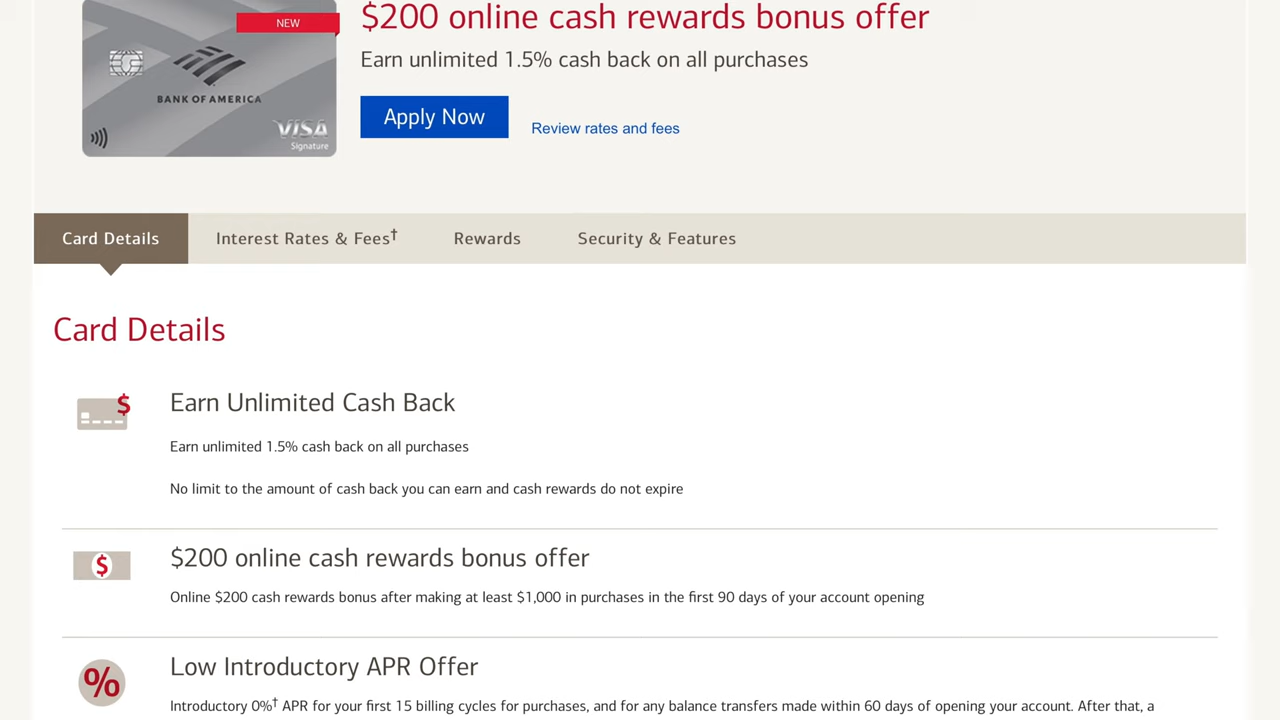 NEW
$200 online cash rewards bonus offer
Earn unlimited 1.5% cash back on all purchases
BANK OF AMERICA
Apply Now
Review rates and fees
VISA
Signature
Card Details
Interest Rates & Fees†
Rewards
Security & Features
Card Details
$
Earn Unlimited Cash Back
Earn unlimited 1.5% cash back on all purchases
No limit to the amount of cash back you can earn and cash rewards do not expire
$
$200 online cash rewards bonus offer
Online $200 cash rewards bonus after making at least $1,000 in purchases in the first 90 days of your account opening
%
Low Introductory APR Offer
Introductory 0%† APR for your first 15 billing cycles for purchases, and for any balance transfers made within 60 days of opening your account. After that, a